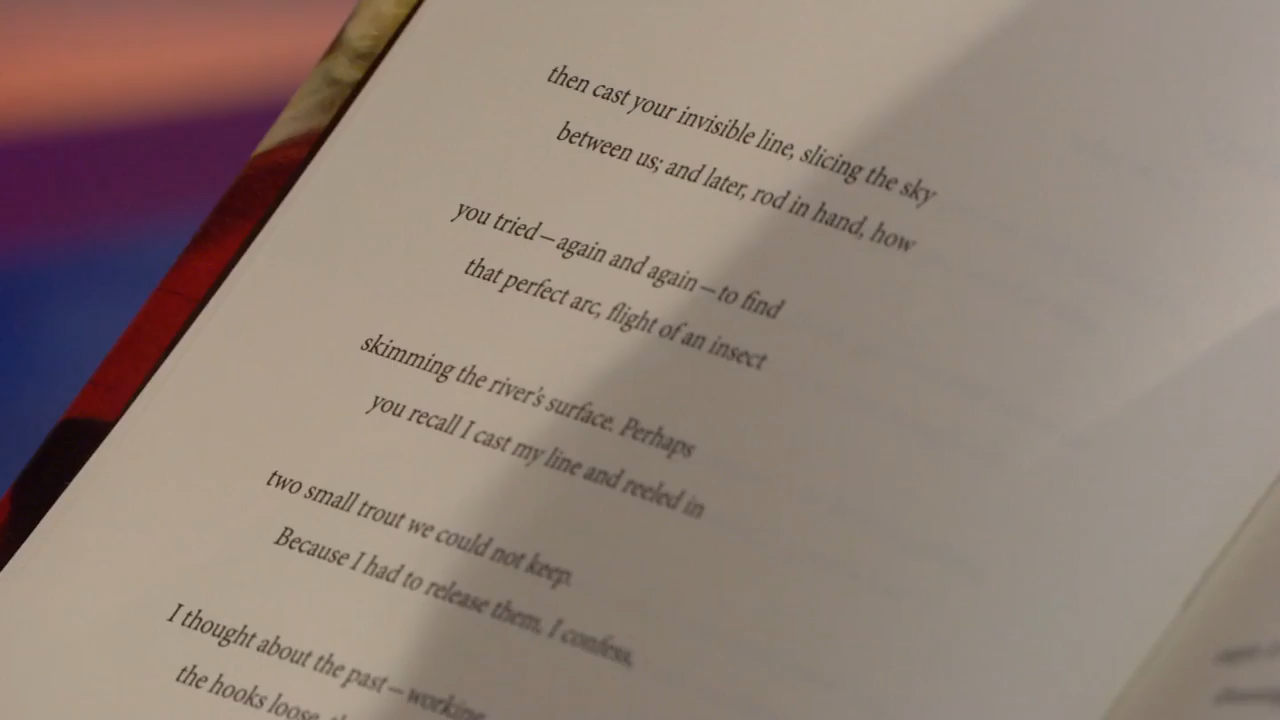 then cast your invisible line, slicing the sky
between us; and later, rod in hand, how
you tried—again and again—to find
that perfect arc, flight of an insect
skimming the river's surface. Perhaps
you recall I cast my line and reeled in
two small trout we could not keep.
Because I had to release them, I confess,
I thought about the past—working
the hooks loose,